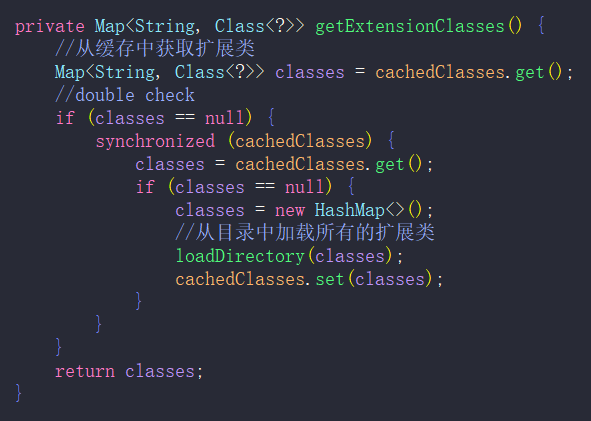 private Map<String, Class<?>> getExtensionClasses() {
    //从缓存中获取扩展类
    Map<String, Class<?>> classes = cachedClasses.get();
    //double check
    if (classes == null) {
        synchronized (cachedClasses) {
            classes = cachedClasses.get();
            if (classes == null) {
                classes = new HashMap<>();
                //从目录中加载所有的扩展类
                loadDirectory(classes);
                cachedClasses.set(classes);
            }
        }
    }
    return classes;
}